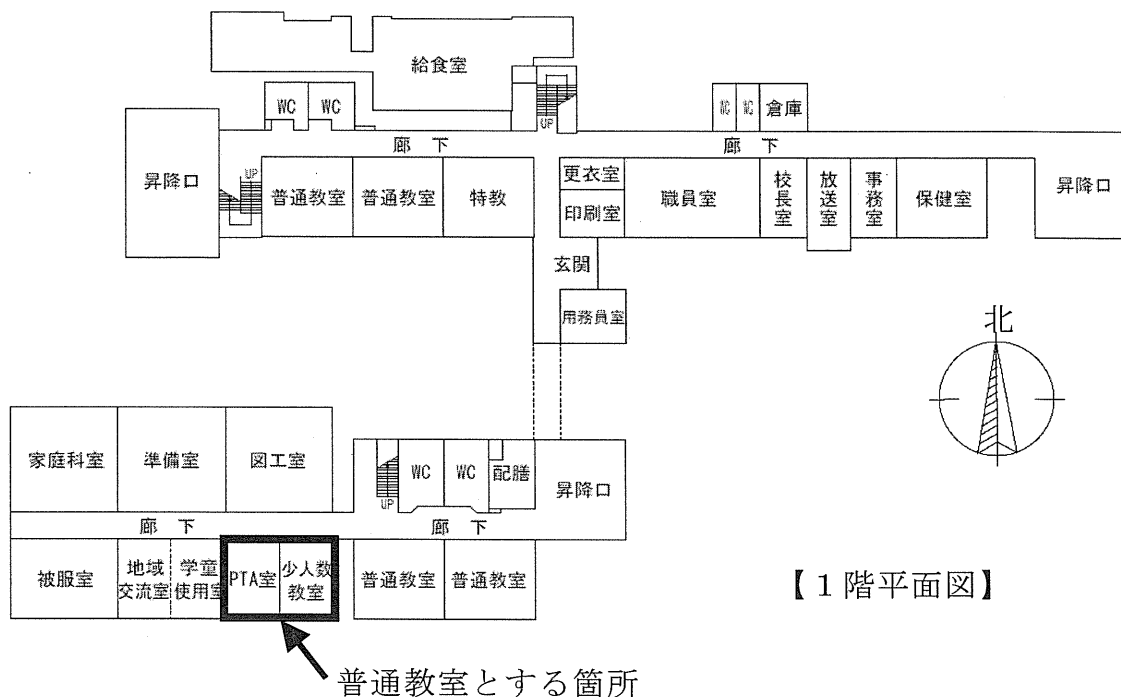 給食室
WC
WC
UP
WC
WC
倉庫
廊 下
廊 下
昇降口
UP
普通教室
普通教室
特教
更衣室
印刷室
職員室
校長室
放送室
事務室
保健室
昇降口
玄関
用務員室
北
家庭科室
準備室
図工室
UP
WC
WC
配膳
昇降口
廊 下
廊 下
被服室
地域
交流室
学童
使用室
PTA室
少人数
教室
普通教室
普通教室
【1階平面図】
普通教室とする箇所